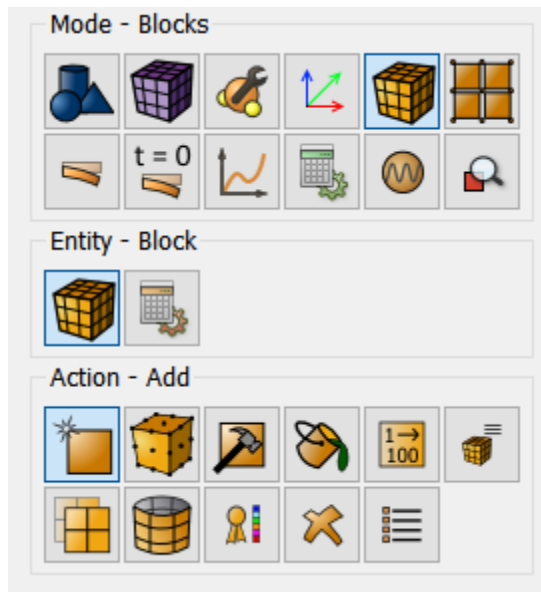 Mode - Blocks
t = 0
Entity - Block
Action - Add
1→
100